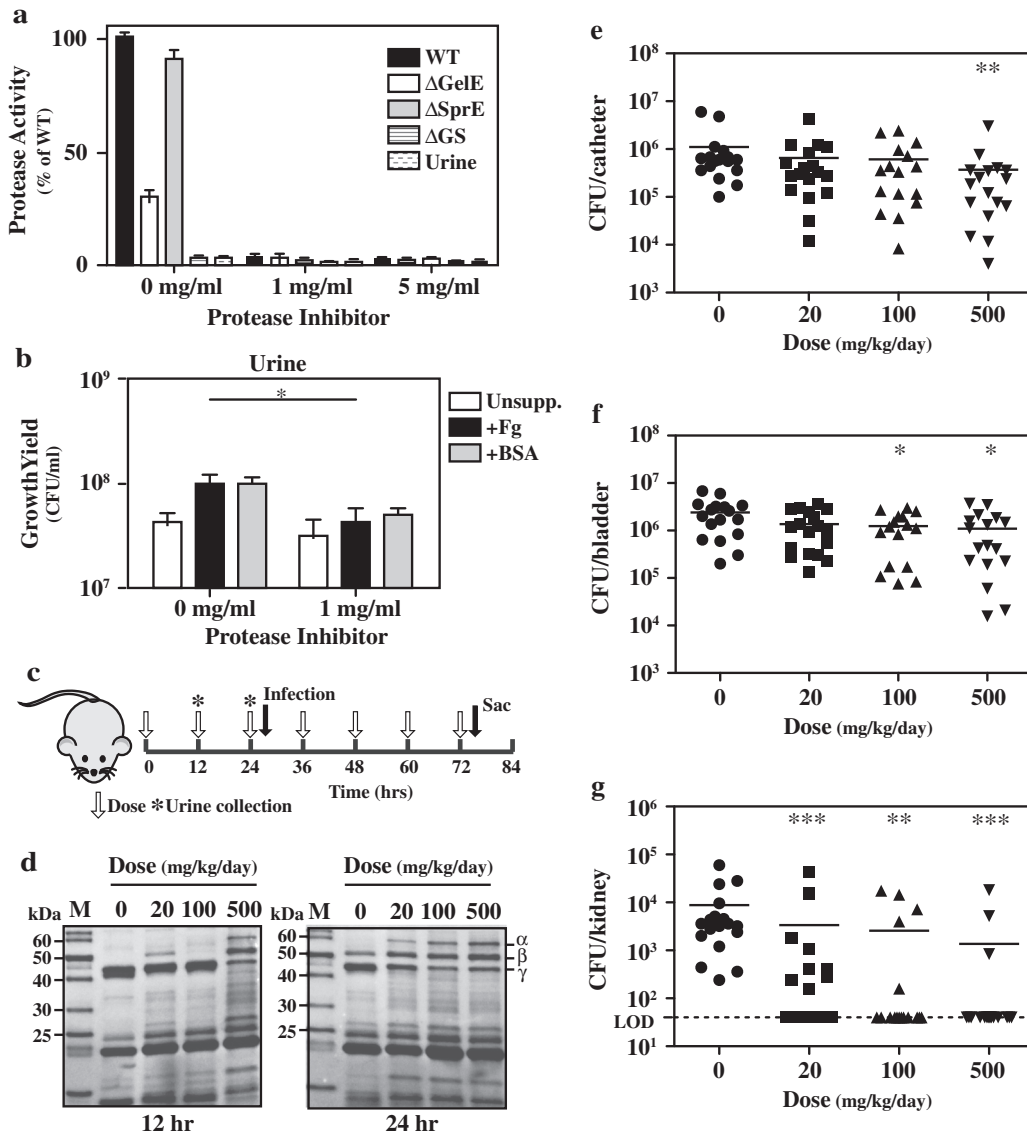 a
Protease Activity
(% of WT)
100
50
0
WT
ΔGelE
ΔSprE
ΔGS
Urine
0 mg/ml 1 mg/ml 5 mg/ml
Protease Inhibitor
b
Urine
GrowthYield
(CFU/ml)
10⁹
10⁸
10⁷
*
Unsupp.
+Fg
+BSA
0 mg/ml 1 mg/ml
Protease Inhibitor
c
* * Infection Sac
0 12 24 36 48 60 72 84
Time (hrs)
Dose *Urine collection
d
Dose (mg/kg/day)
kDa M 0 20 100 500
60
50
40
30
25
12 hr
Dose (mg/kg/day)
kDa M 0 20 100 500
60
50
40
30
25
α
β
γ
24 hr
e
CFU/catheter
10⁸
10⁷
10⁶
10⁵
10⁴
10³
**
0 20 100 500
Dose (mg/kg/day)
f
CFU/bladder
10⁸
10⁷
10⁶
10⁵
10⁴
10³
* *
0 20 100 500
Dose (mg/kg/day)
g
CFU/kidney
10⁶
10⁵
10⁴
10³
10²
LOD
10¹
*** ** ***
0 20 100 500
Dose (mg/kg/day)